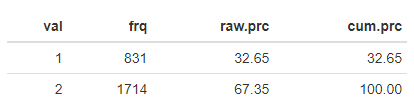 val frq raw.prc cum.prc
1 831 32.65 32.65
2 1714 67.35 100.00